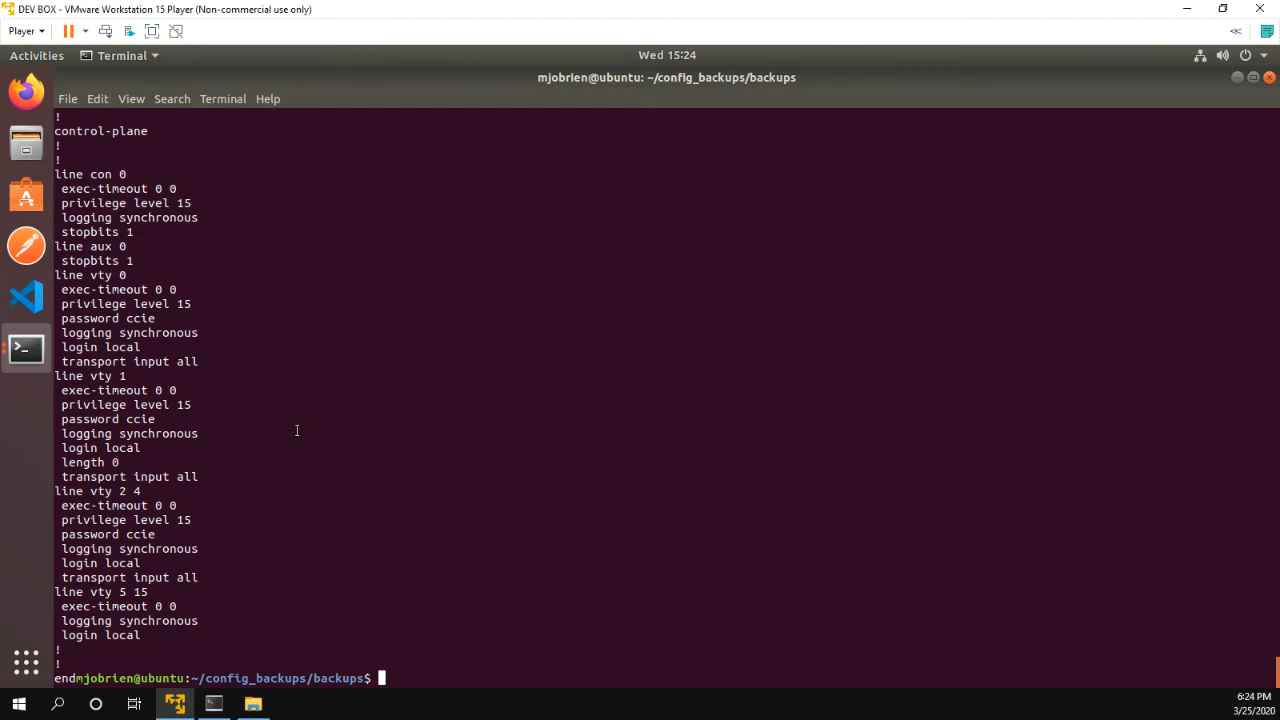 DEV BOX - VMware Workstation 15 Player (Non-commercial use only)
Player
Activities
Terminal
Wed 15:24
mjobrien@ubuntu: ~/config_backups/backups
File Edit View Search Terminal Help
!
control-plane
!
!
line con 0
 exec-timeout 0 0
 privilege level 15
 logging synchronous
 stopbits 1
line aux 0
 stopbits 1
line vty 0
 exec-timeout 0 0
 privilege level 15
 password ccie
 logging synchronous
 login local
 transport input all
line vty 1
 exec-timeout 0 0
 privilege level 15
 password ccie
 logging synchronous
 login local
 length 0
 transport input all
line vty 2 4
 exec-timeout 0 0
 privilege level 15
 password ccie
 logging synchronous
 login local
 transport input all
line vty 5 15
 exec-timeout 0 0
 logging synchronous
 login local
!
!
endmjobrien@ubuntu:~/config_backups/backups$
6:24 PM
3/25/2020